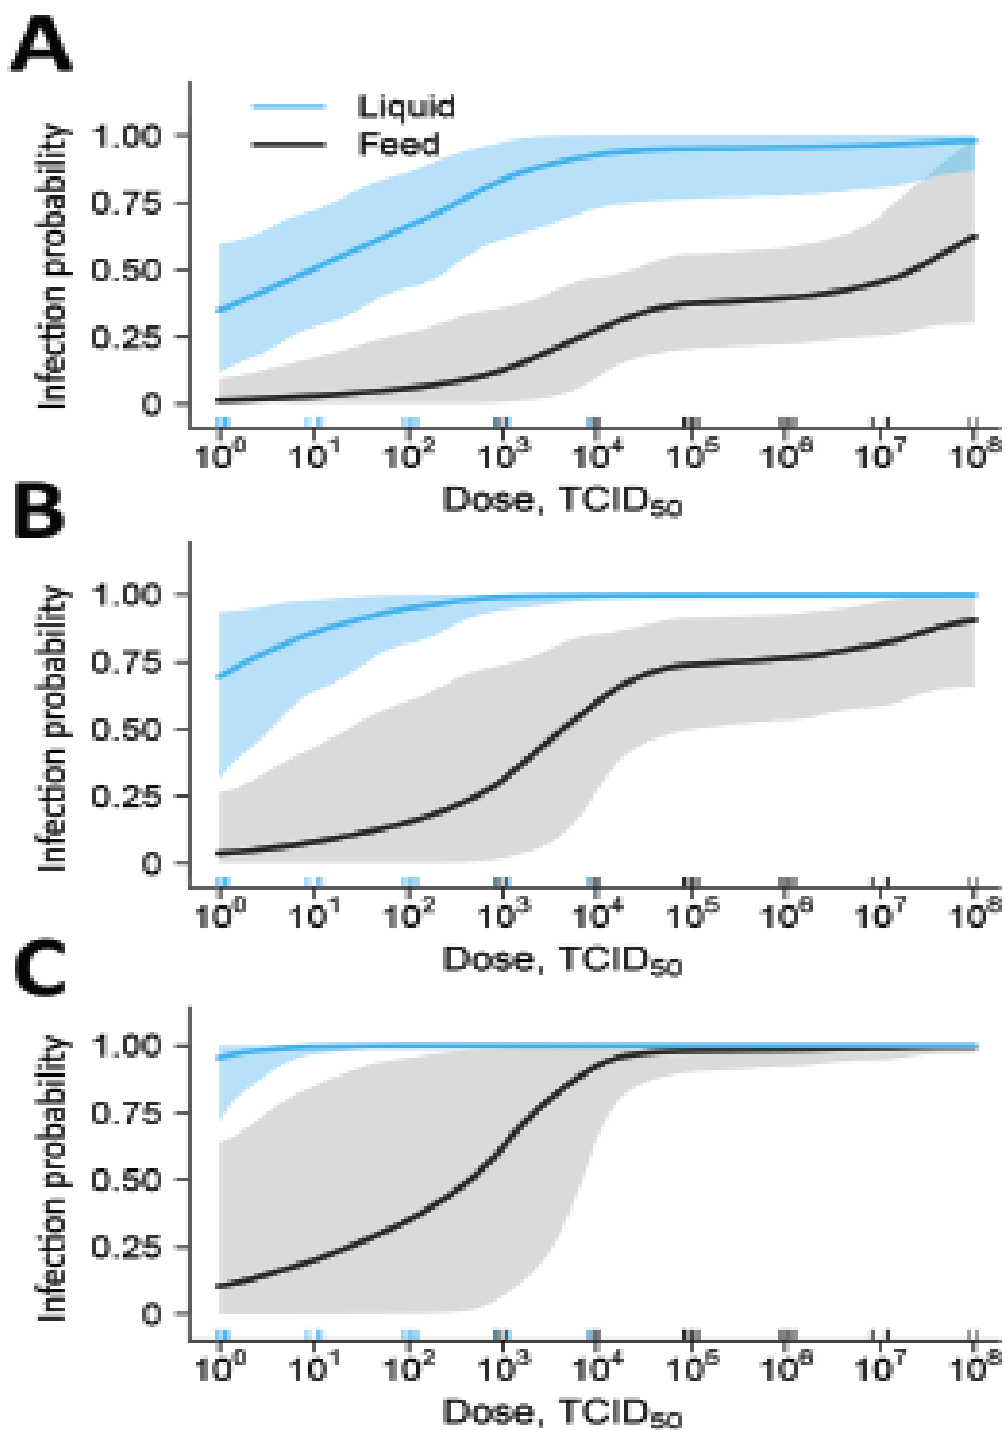 A
Liquid
Feed
Infection probability
1.00
0.75
0.50
0.25
0
10⁰ 10¹ 10² 10³ 10⁴ 10⁵ 10⁶ 10⁷ 10⁸
Dose, TCID₅₀
B
Infection probability
1.00
0.75
0.50
0.25
0
10⁰ 10¹ 10² 10³ 10⁴ 10⁵ 10⁶ 10⁷ 10⁸
Dose, TCID₅₀
C
Infection probability
1.00
0.75
0.50
0.25
0
10⁰ 10¹ 10² 10³ 10⁴ 10⁵ 10⁶ 10⁷ 10⁸
Dose, TCID₅₀